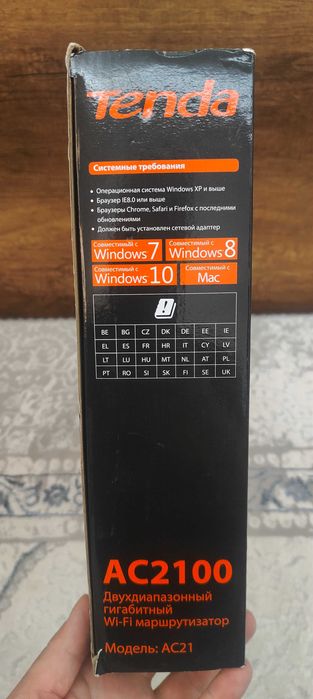 Tenda
Системные требования
• Операционная система Windows XP и выше
• Браузер IE8.0 или выше
• Браузеры Chrome, Safari и Firefox с последними
обновлениями
• Должен быть установлен сетевой адаптер
Совместимый с Windows 7
Совместимый с Windows 8
Совместимый с Windows 10
Совместимый с Mac
BE BG CZ DK DE EE IE
EL ES FR HR IT CY LV
LT LU HU MT NL AT PL
PT RO SI SK FI SE UK
AC2100
Двухдиапазонный
гигабитный
Wi-Fi маршрутизатор
Модель: AC21